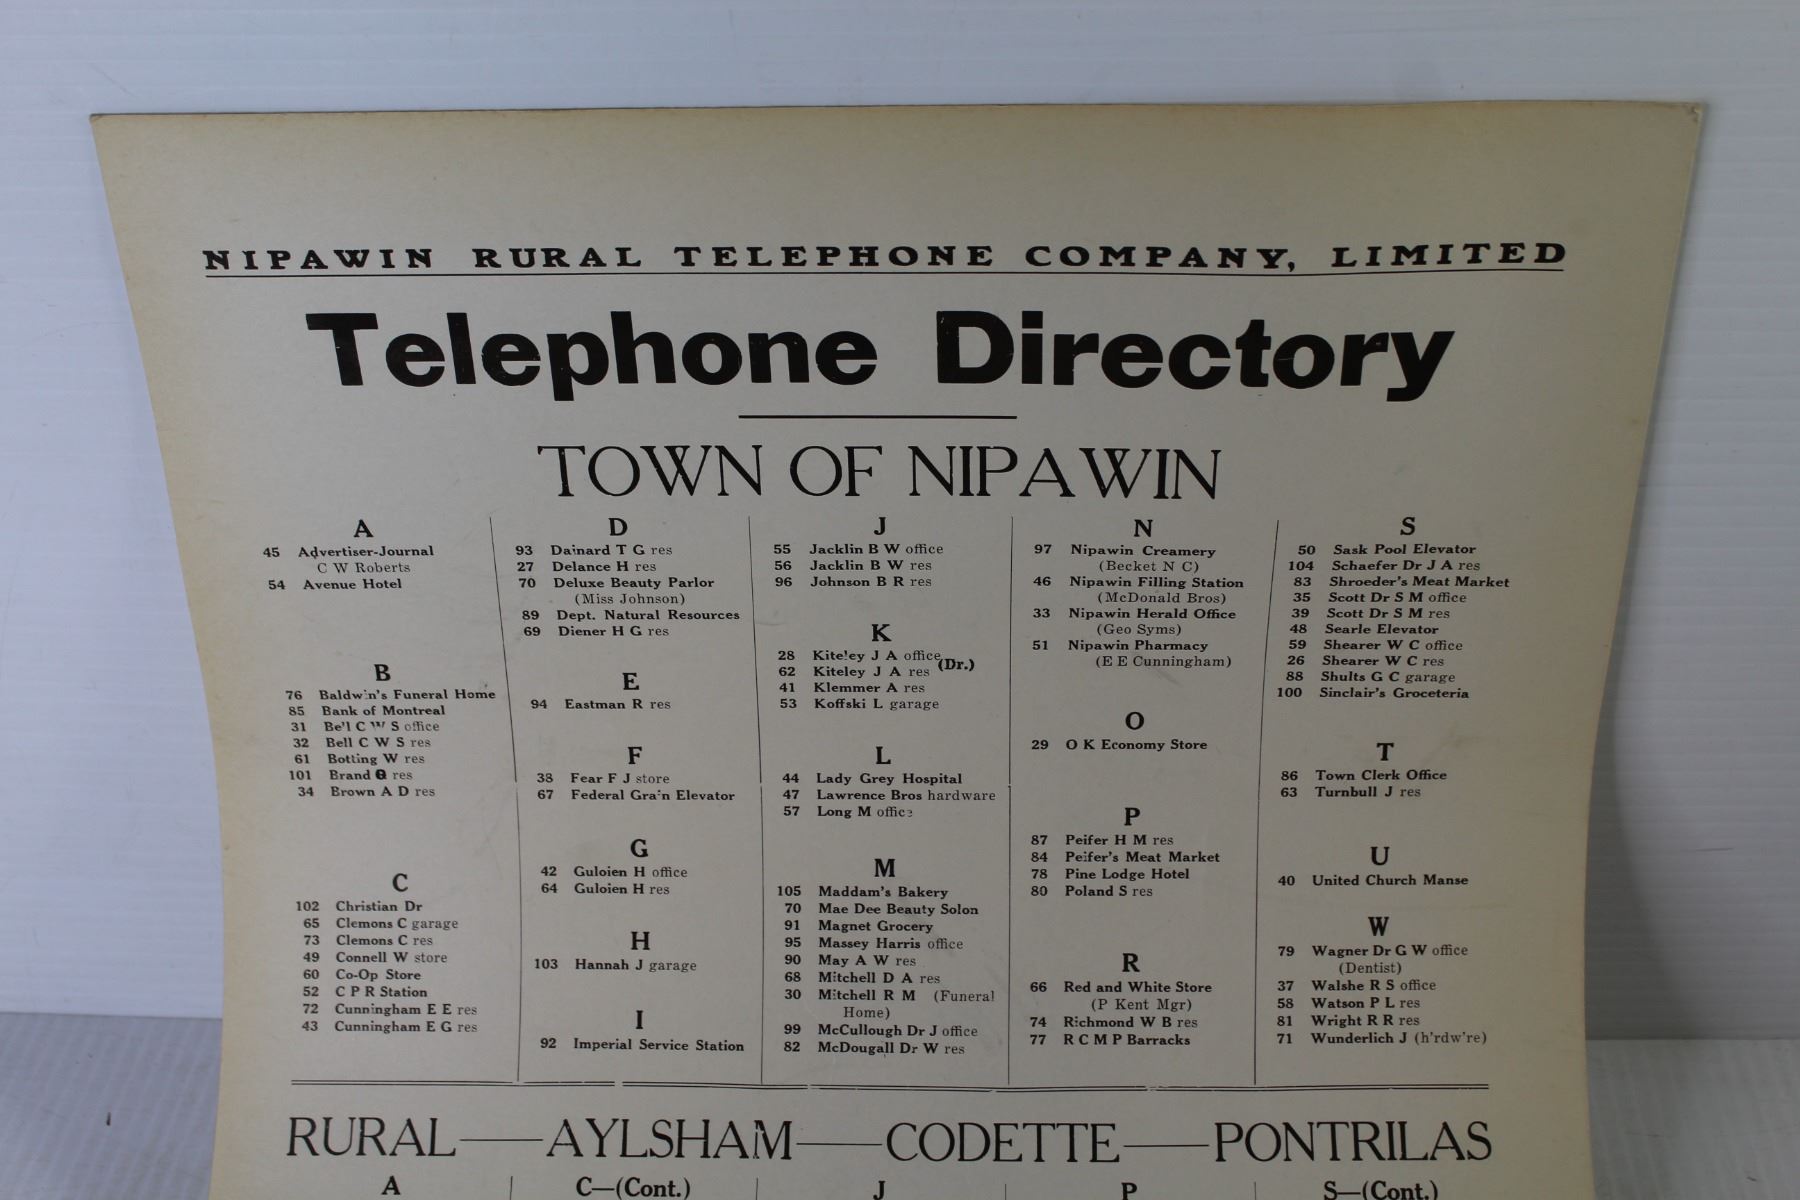 NIPAWIN RURAL TELEPHONE COMPANY, LIMITED
Telephone Directory
TOWN OF NIPAWIN
A
45 Advertiser-Journal
C W Roberts
54 Avenue Hotel
B
76 Baldwin's Funeral Home
85 Bank of Montreal
31 Bell C W S office
32 Bell C W S res
61 Botting W res
101 Brand G res
34 Brown A D res
C
102 Christian Dr
65 Clemons C garage
73 Clemons C res
49 Connell W store
60 Co-Op Store
52 C P R Station
72 Cunningham E E res
43 Cunningham E G res
D
93 Dainard T G res
27 Delance H res
70 Deluxe Beauty Parlor
(Miss Johnson)
89 Dept. Natural Resources
69 Diener H G res
E
94 Eastman R res
F
38 Fear F J store
67 Federal Grain Elevator
G
42 Guloien H office
64 Guloien H res
H
103 Hannah J garage
I
92 Imperial Service Station
J
55 Jacklin B W office
56 Jacklin B W res
96 Johnson B R res
K
28 Kiteley J A office
(Dr.)
62 Kiteley J A res
41 Klemmer A res
53 Koffski L garage
L
44 Lady Grey Hospital
47 Lawrence Bros hardware
57 Long M office
M
105 Maddam's Bakery
70 Mae Dee Beauty Solon
91 Magnet Grocery
95 Massey Harris office
90 May A W res
68 Mitchell D A res
30 Mitchell R M (Funeral
Home)
99 McCullough Dr J office
82 McDougall Dr W res
N
97 Nipawin Creamery
(Becket N C)
46 Nipawin Filling Station
(McDonald Bros)
33 Nipawin Herald Office
(Geo Syms)
51 Nipawin Pharmacy
(E E Cunningham)
O
29 O K Economy Store
P
87 Peifer H M res
84 Peifer's Meat Market
78 Pine Lodge Hotel
80 Poland S res
R
66 Red and White Store
(P Kent Mgr)
74 Richmond W B res
77 R C M P Barracks
S
50 Sask Pool Elevator
104 Schaefer Dr J A res
83 Shroeder's Meat Market
35 Scott Dr S M office
39 Scott Dr S M res
48 Searle Elevator
59 Shearer W C office
26 Shearer W C res
88 Shults G C garage
100 Sinclair's Groceteria
T
86 Town Clerk Office
63 Turnbull J res
U
40 United Church Manse
W
79 Wagner Dr G W office
(Dentist)
37 Walshe R S office
58 Watson P L res
81 Wright R R res
71 Wunderlich J (h'rdw're)
RURAL—AYLSHAM—CODETTE—PONTRILAS
A
C—(Cont.)
J
P
S—(Cont.)